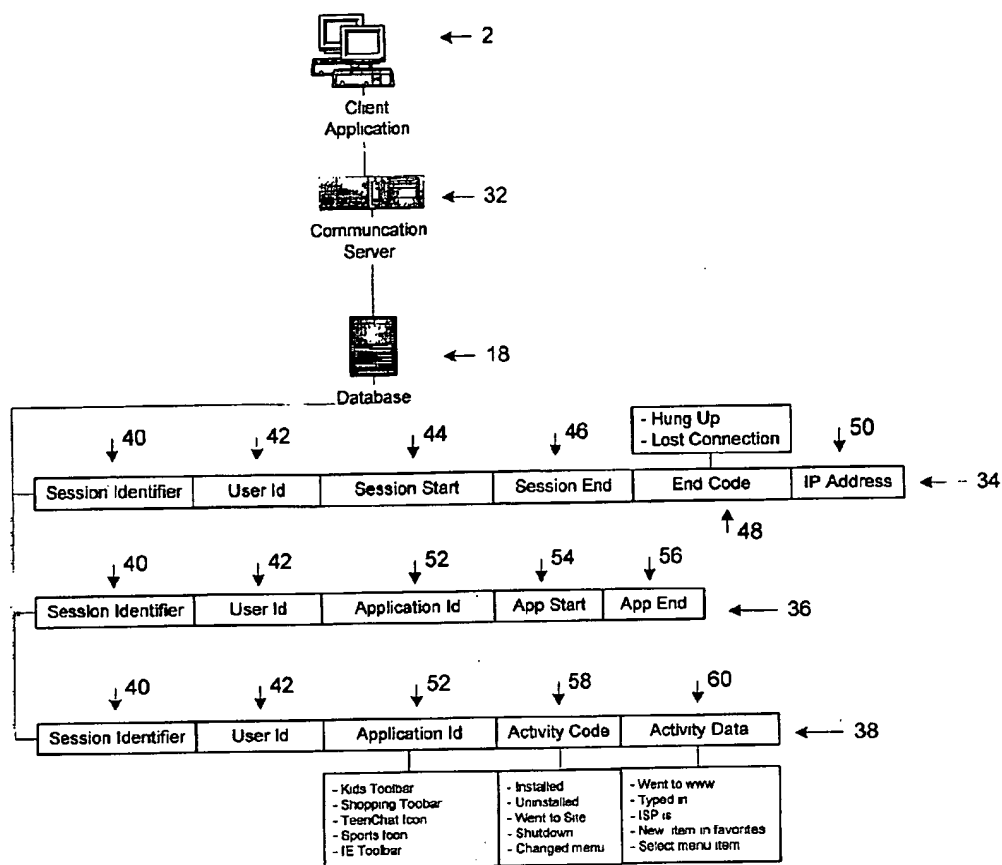 2
Client
Application
32
Communcation
Server
18
Database
- Hung Up
- Lost Connection
40 42 44 46 50
Session Identifier User Id Session Start Session End End Code IP Address 34
48
40 42 52 54 56
Session Identifier User Id Application Id App Start App End 36
40 42 52 58 60
Session Identifier User Id Application Id Activity Code Activity Data 38
- Kids Toolbar
- Shopping Toobar
- TeenChat Icon
- Sports Icon
- IE Toolbar
- Installed
- Uninstalled
- Went to Site
- Shutdown
- Changed menu
- Went to www
- Typed in
- ISP is
- New item in favorites
- Select menu item